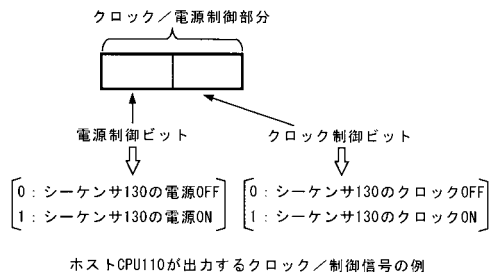 クロック／電源制御部分
電源制御ビット
クロック制御ビット
0：シーケンサ130の電源OFF
1：シーケンサ130の電源ON
0：シーケンサ130のクロックOFF
1：シーケンサ130のクロックON
ホストCPU110が出力するクロック／制御信号の例